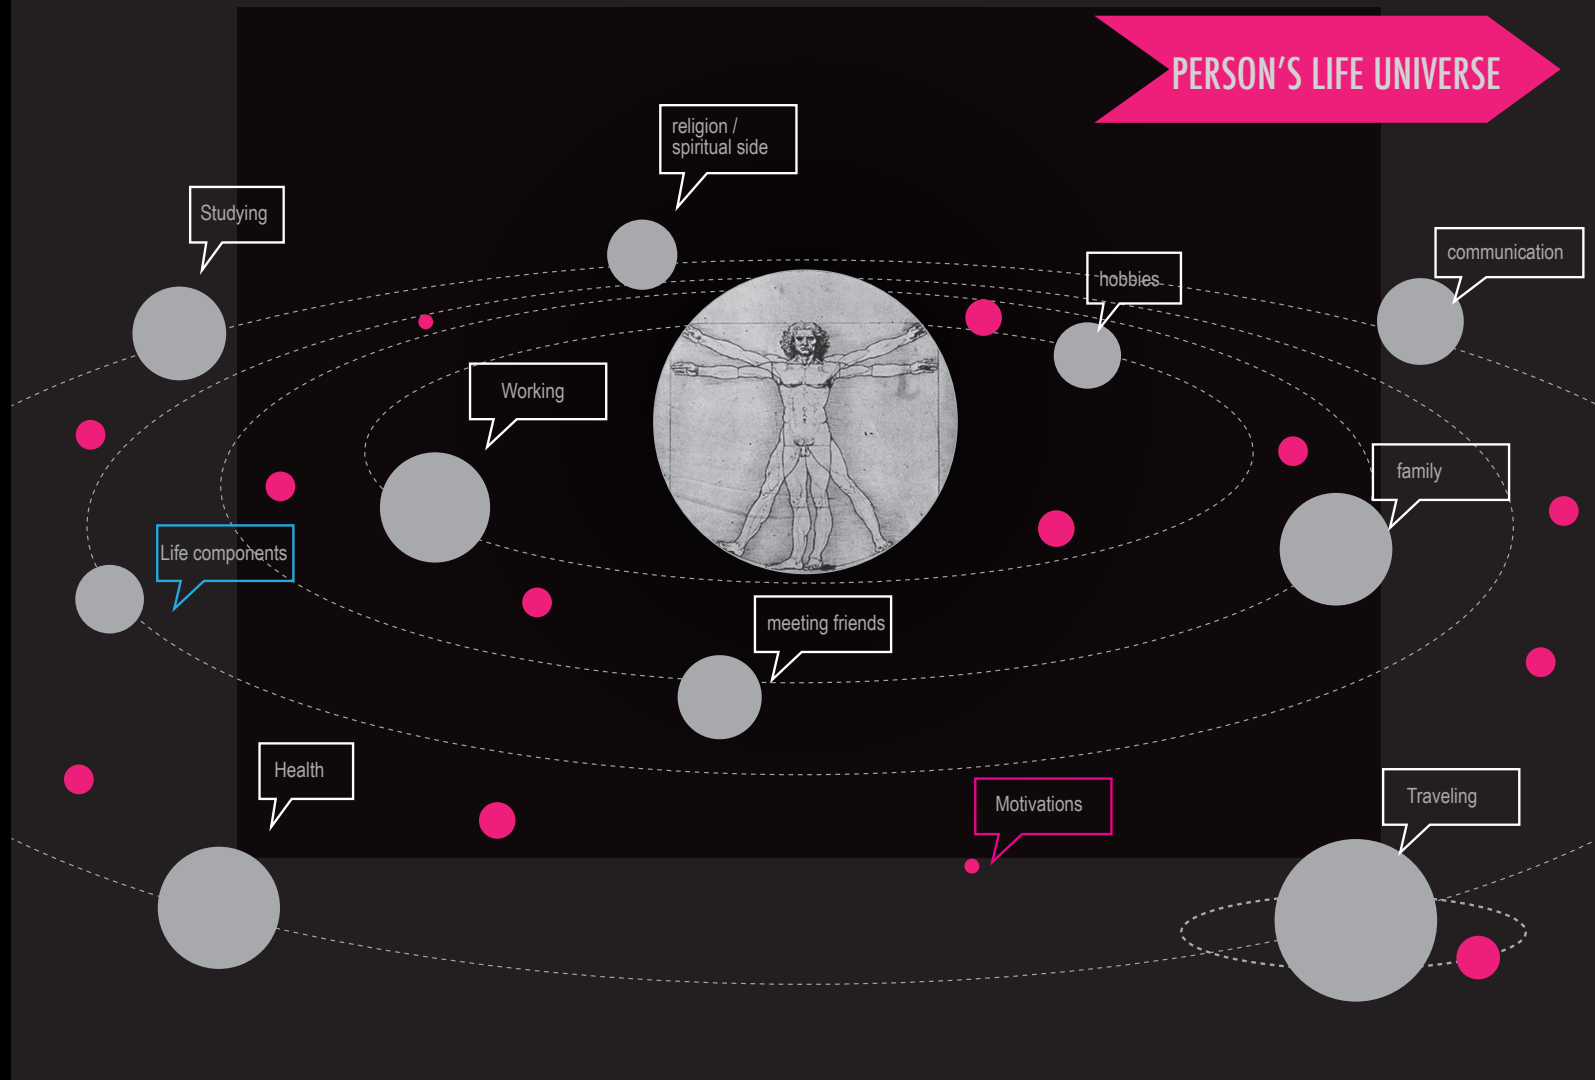 PERSON'S LIFE UNIVERSE
religion /
spiritual side
Studying
communication
hobbies
Working
family
Life components
meeting friends
Health
Motivations
Traveling